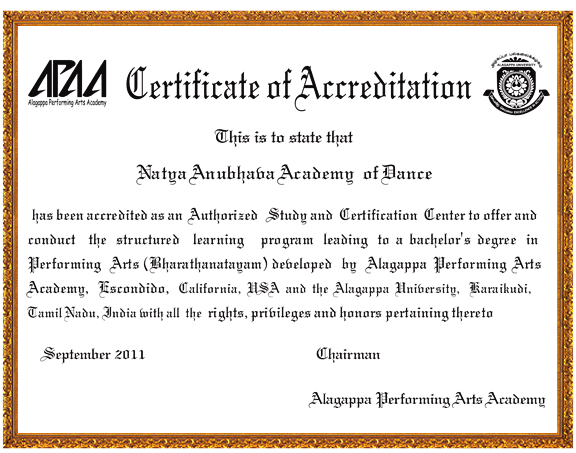 APAA
Alagappa Performing Arts Academy
Certificate of Accreditation
ALAGAPPA UNIVERSITY
This is to state that
Natya Anubhava Academy of Dance
has been accredited as an Authorized Study and Certification Center to offer and
conduct the structured learning program leading to a bachelor's degree in
Performing Arts (Bharathanatayam) developed by Alagappa Performing Arts
Academy, Escondido, California, USA and the Alagappa University, Karaikudi,
Tamil Nadu, India with all the rights, privileges and honors pertaining thereto
September 2011
Chairman
Alagappa Performing Arts Academy